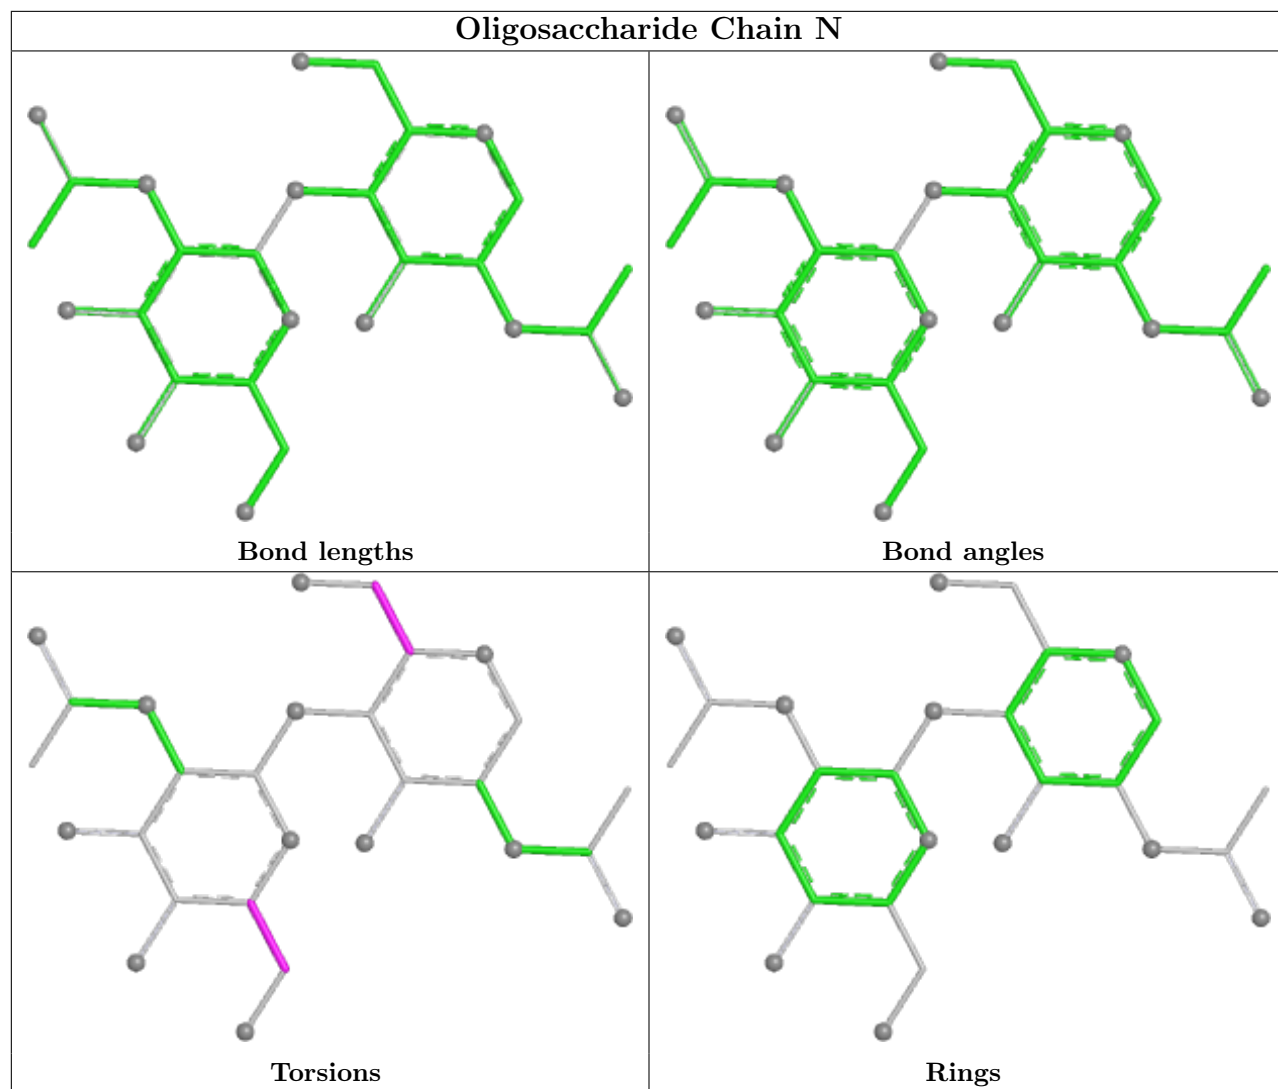 Oligosaccharide Chain N
Bond lengths
Bond angles
Torsions
Rings